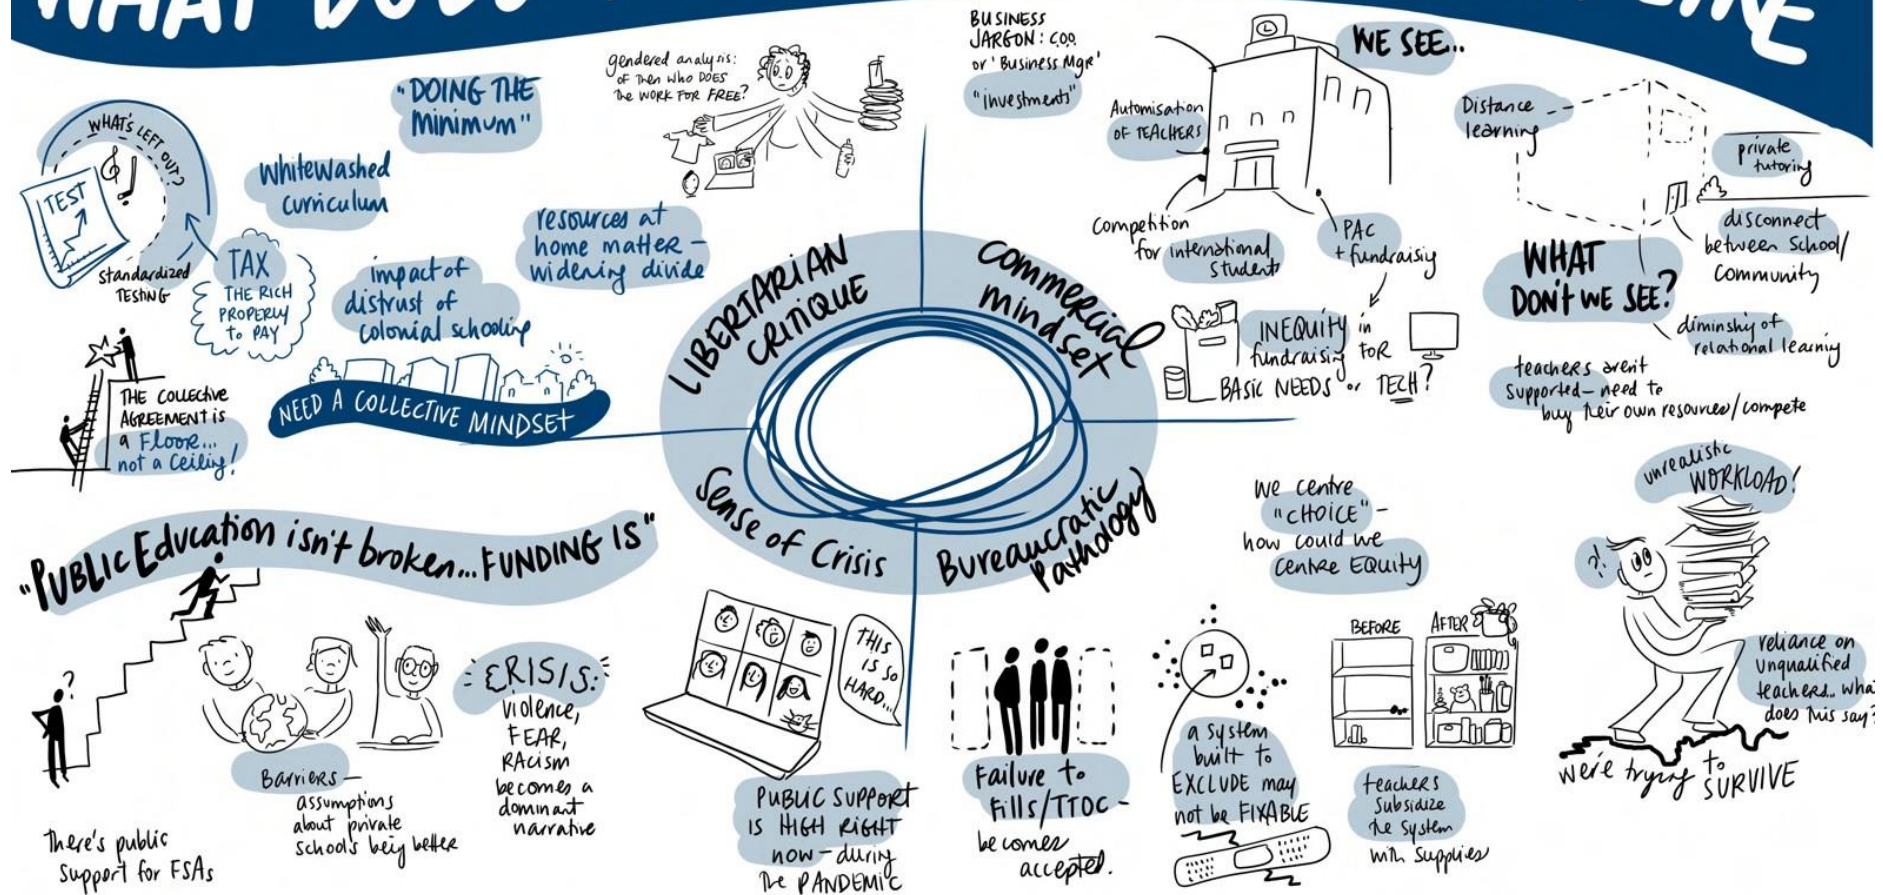 WHAT DOES
"DOING THE
Minimum"
gendered analysis:
of then who DOES
the WORK FOR FREE?
WHAT'S LEFT OUT?
TEST
standardized
TESTING
whitewashed
curriculum
TAX
THE RICH
PROPERLY
to PAY
impact of
distrust of
colonial schooling
resources at
home matter –
widening divide
THE COLLECTIVE
AGREEMENT is
a FLOOR...
not a Ceiling!
NEED A COLLECTIVE MINDSET
LIBERTARIAN
CRITIQUE
BUSINESS
JARGON: COO
or 'Business Mgr'
"investments"
WE SEE...
Automisation
OF TEACHERS
Competition
for international
students
PAC
+ fundraisig
INEQUITY in
fundraising FOR
BASIC NEEDS or TECH?
Distance
learning
private
tutoring
disconnect
between School/
Community
WHAT
DON'T WE SEE?
diminshig of
relational learning
teachers aren't
supported – need to
buy their own resources/compete
commercial
mindset
"PUBLIC Education isn't broken... FUNDING IS"
Sense of Crisis
?
There's public
support for FSAs
Barriers –
assumptions
about private
schools beig better
CRISIS:
violence,
FEAR,
RACISM
becomes a
dominant
narrative
THIS
IS SO
HARD...
PUBLIC SUPPORT
IS HIGH RIGHT
now – during
the PANDEMIC
Bureaucratic
Pathology
we centre
"CHOICE" –
how could we
centre EQUITY
Failure to
Fills/TTOC –
becomes
accepted.
a system
built to
EXCLUDE may
not be FIXABLE
BEFORE
AFTER
teachers
subsidize
the system
with supplies
unrealistic
WORKLOAD!
?!
reliance on
unqualified
teachers... what
does this say?
we're trying to
SURVIVE